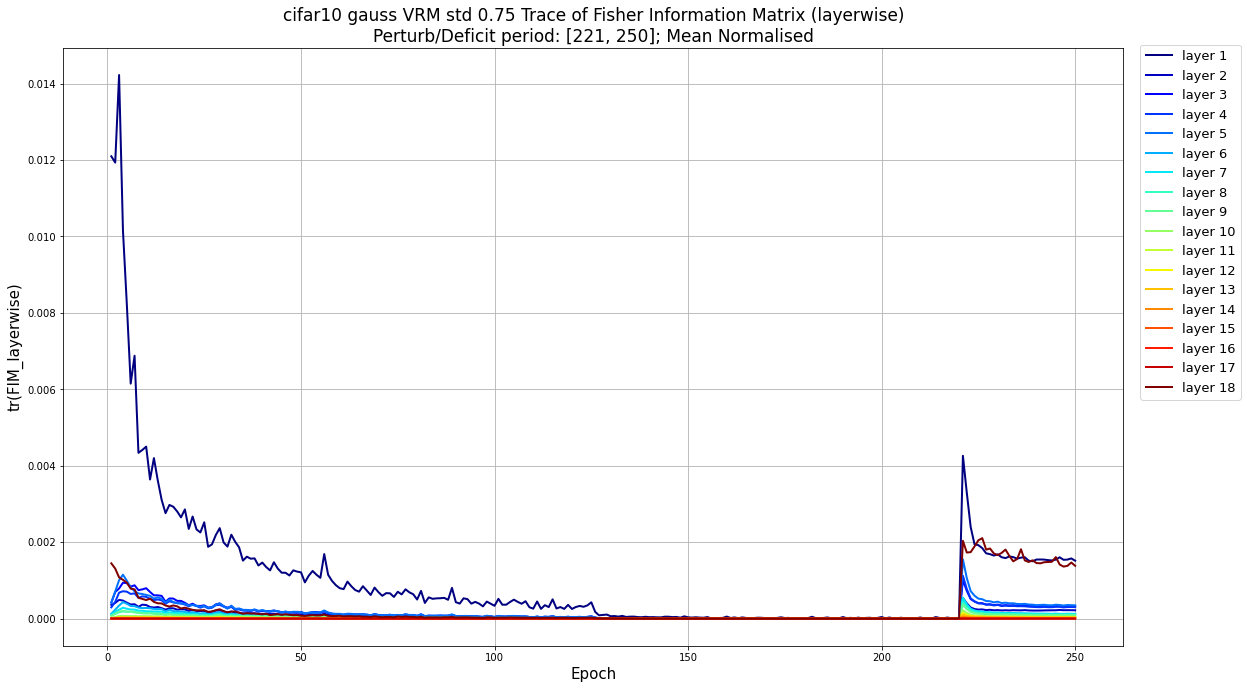 cifar10 gauss VRM std 0.75 Trace of Fisher Information Matrix (layerwise)
Perturb/Deficit period: [221, 250]; Mean Normalised
tr(FIM_layerwise)
0.014
0.012
0.010
0.008
0.006
0.004
0.002
0.000
0
50
100
150
200
250
Epoch
layer 1
layer 2
layer 3
layer 4
layer 5
layer 6
layer 7
layer 8
layer 9
layer 10
layer 11
layer 12
layer 13
layer 14
layer 15
layer 16
layer 17
layer 18